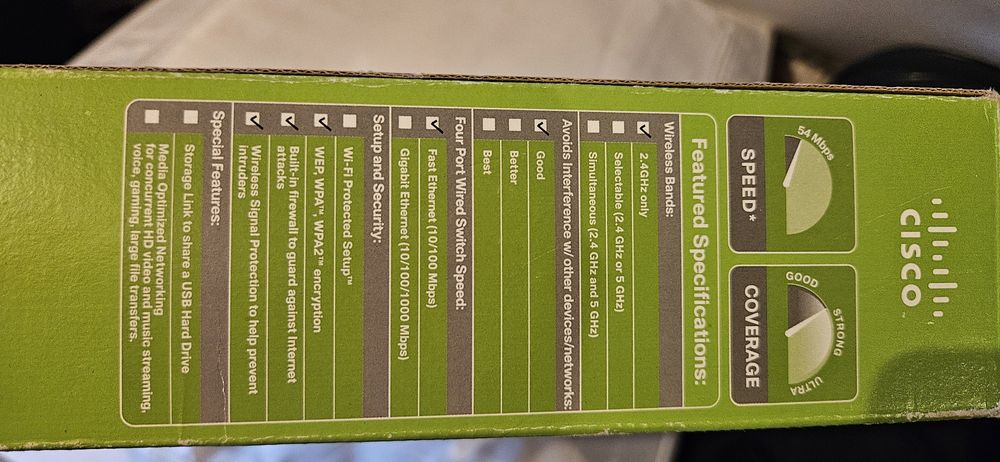 CISCO™
54 Mbps
SPEED*
GOOD
STRONG
ULTRA
COVERAGE
Featured Specifications:
Wireless Bands:
2.4GHz only
Selectable (2.4 GHz or 5 GHz)
Simultaneous (2.4 GHz and 5 GHz)
Avoids Interference w/ other devices/networks:
Good
Better
Best
Four Port Wired Switch Speed:
Fast Ethernet (10/100 Mbps)
Gigabit Ethernet (10/100/1000 Mbps)
Setup and Security:
Wi-Fi Protected Setup™
WEP, WPA™, WPA2™ encryption
Built-in firewall to guard against Internet
attacks
Wireless Signal Protection to help prevent
intruders
Special Features:
Storage Link to share a USB Hard Drive
Media Optimized Networking
for concurrent HD video and music streaming,
voice, gaming, large file transfers.